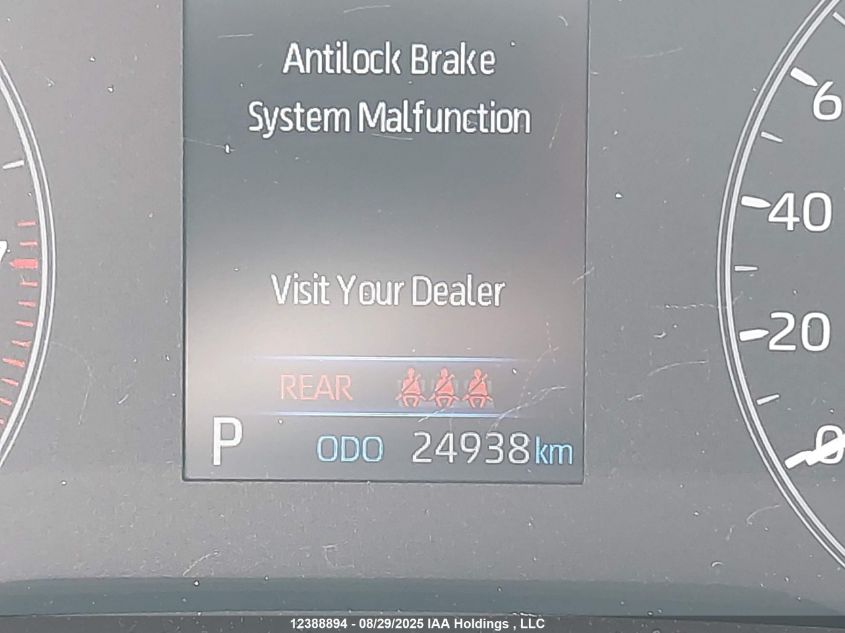 Antilock Brake
System Malfunction
Visit Your Dealer
REAR
P ODO 24938 km
6
40
20
0
12388894 - 08/29/2025 IAA Holdings , LLC